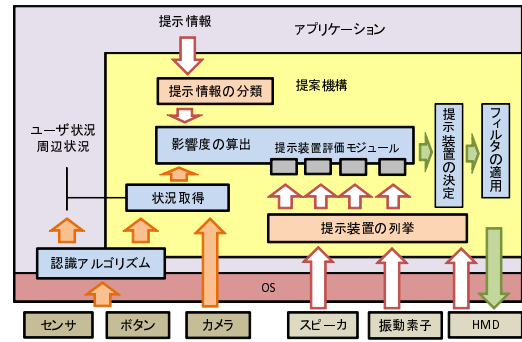 提示情報
アプリケーション
提示情報の分類
提案機構
ユーザ状況
周辺状況
影響度の算出
提示装置評価モジュール
提示装置の決定
フィルタの適用
状況取得
提示装置の列挙
認識アルゴリズム
OS
センサ
ボタン
カメラ
スピーカ
振動素子
HMD